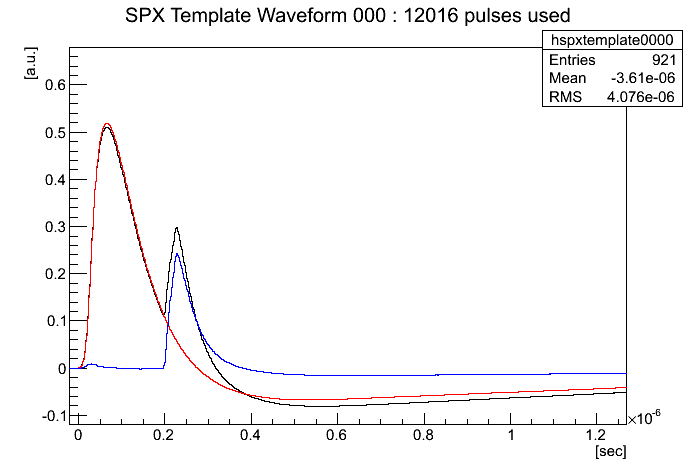 SPX Template Waveform 000 : 12016 pulses used
hspxtemplate0000
Entries 921
Mean -3.61e-06
RMS 4.076e-06
[a.u.]
0.6
0.5
0.4
0.3
0.2
0.1
0
-0.1
0 0.2 0.4 0.6 0.8 1 1.2
×10-6
[sec]